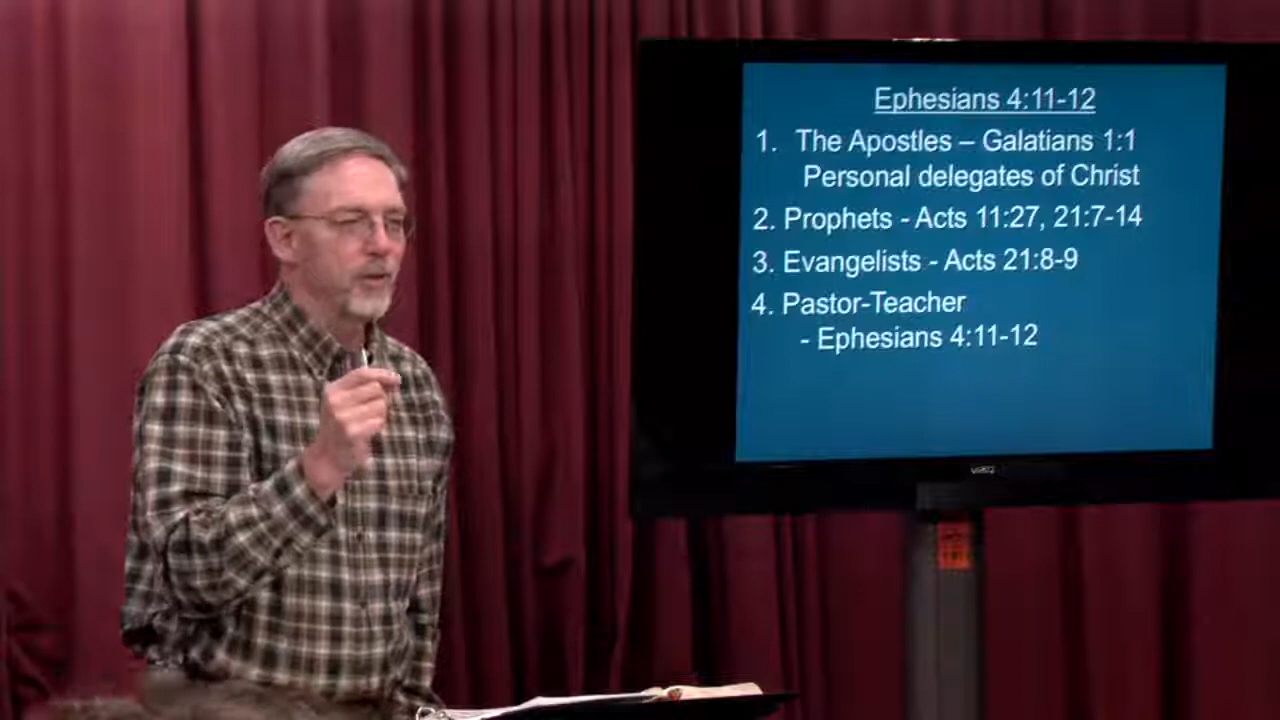 Ephesians 4:11-12
1. The Apostles – Galatians 1:1
Personal delegates of Christ
2. Prophets - Acts 11:27, 21:7-14
3. Evangelists - Acts 21:8-9
4. Pastor-Teacher
- Ephesians 4:11-12